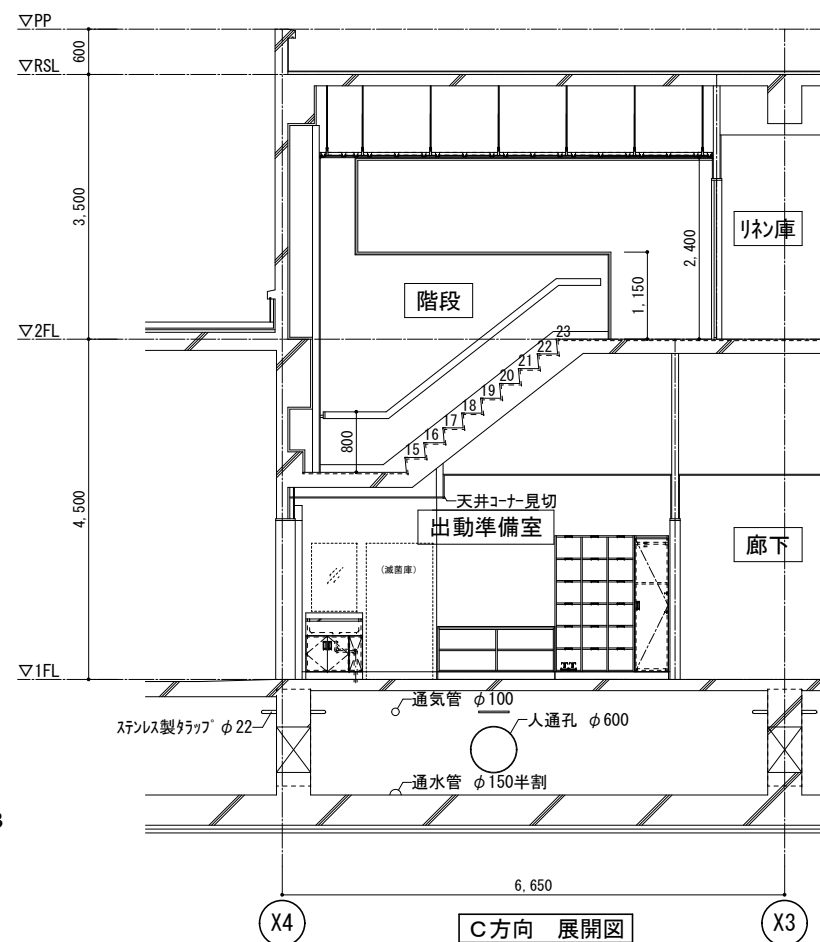 ▽PP
600
▽RSL
3,500
リネン庫
2,400
1,150
階段
▽2FL
23
22
21
20
19
18
17
16
15
800
4,500
天井コーナー見切
出動準備室
廊下
(滅菌庫)
▽1FL
通気管 φ100
ステンレス製タラップ φ22
人通孔 φ600
通水管 φ150半割
6,650
X4
C方向 展開図
X3